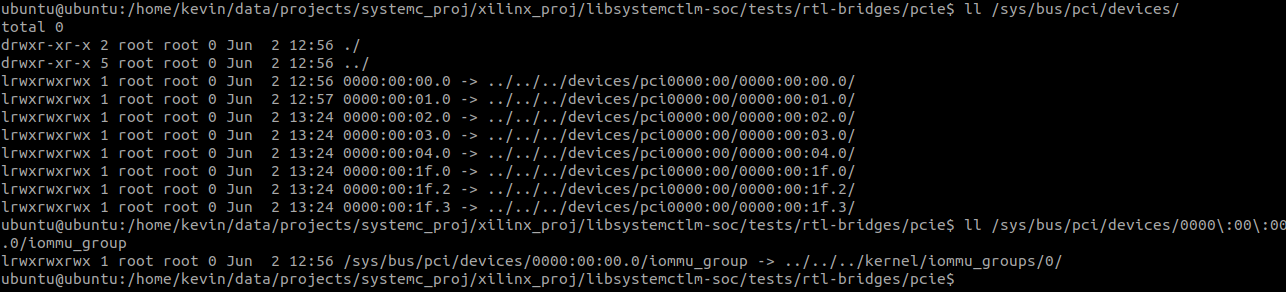 ubuntu@ubuntu:/home/kevin/data/projects/systemc_proj/xilinx_proj/libsystemctlm-soc/tests/rtl-bridges/pcie$ ll /sys/bus/pci/devices/
total 0
drwxr-xr-x 2 root root 0 Jun  2 12:56 ./
drwxr-xr-x 5 root root 0 Jun  2 12:56 ../
lrwxrwxrwx 1 root root 0 Jun  2 12:56 0000:00:00.0 -> ../../../devices/pci0000:00/0000:00:00.0/
lrwxrwxrwx 1 root root 0 Jun  2 12:57 0000:00:01.0 -> ../../../devices/pci0000:00/0000:00:01.0/
lrwxrwxrwx 1 root root 0 Jun  2 13:24 0000:00:02.0 -> ../../../devices/pci0000:00/0000:00:02.0/
lrwxrwxrwx 1 root root 0 Jun  2 13:24 0000:00:03.0 -> ../../../devices/pci0000:00/0000:00:03.0/
lrwxrwxrwx 1 root root 0 Jun  2 13:24 0000:00:04.0 -> ../../../devices/pci0000:00/0000:00:04.0/
lrwxrwxrwx 1 root root 0 Jun  2 13:24 0000:00:1f.0 -> ../../../devices/pci0000:00/0000:00:1f.0/
lrwxrwxrwx 1 root root 0 Jun  2 13:24 0000:00:1f.2 -> ../../../devices/pci0000:00/0000:00:1f.2/
lrwxrwxrwx 1 root root 0 Jun  2 13:24 0000:00:1f.3 -> ../../../devices/pci0000:00/0000:00:1f.3/
ubuntu@ubuntu:/home/kevin/data/projects/systemc_proj/xilinx_proj/libsystemctlm-soc/tests/rtl-bridges/pcie$ ll /sys/bus/pci/devices/0000\:00\:00
.0/iommu_group
lrwxrwxrwx 1 root root 0 Jun  2 12:56 /sys/bus/pci/devices/0000:00:00.0/iommu_group -> ../../../kernel/iommu_groups/0/
ubuntu@ubuntu:/home/kevin/data/projects/systemc_proj/xilinx_proj/libsystemctlm-soc/tests/rtl-bridges/pcie$